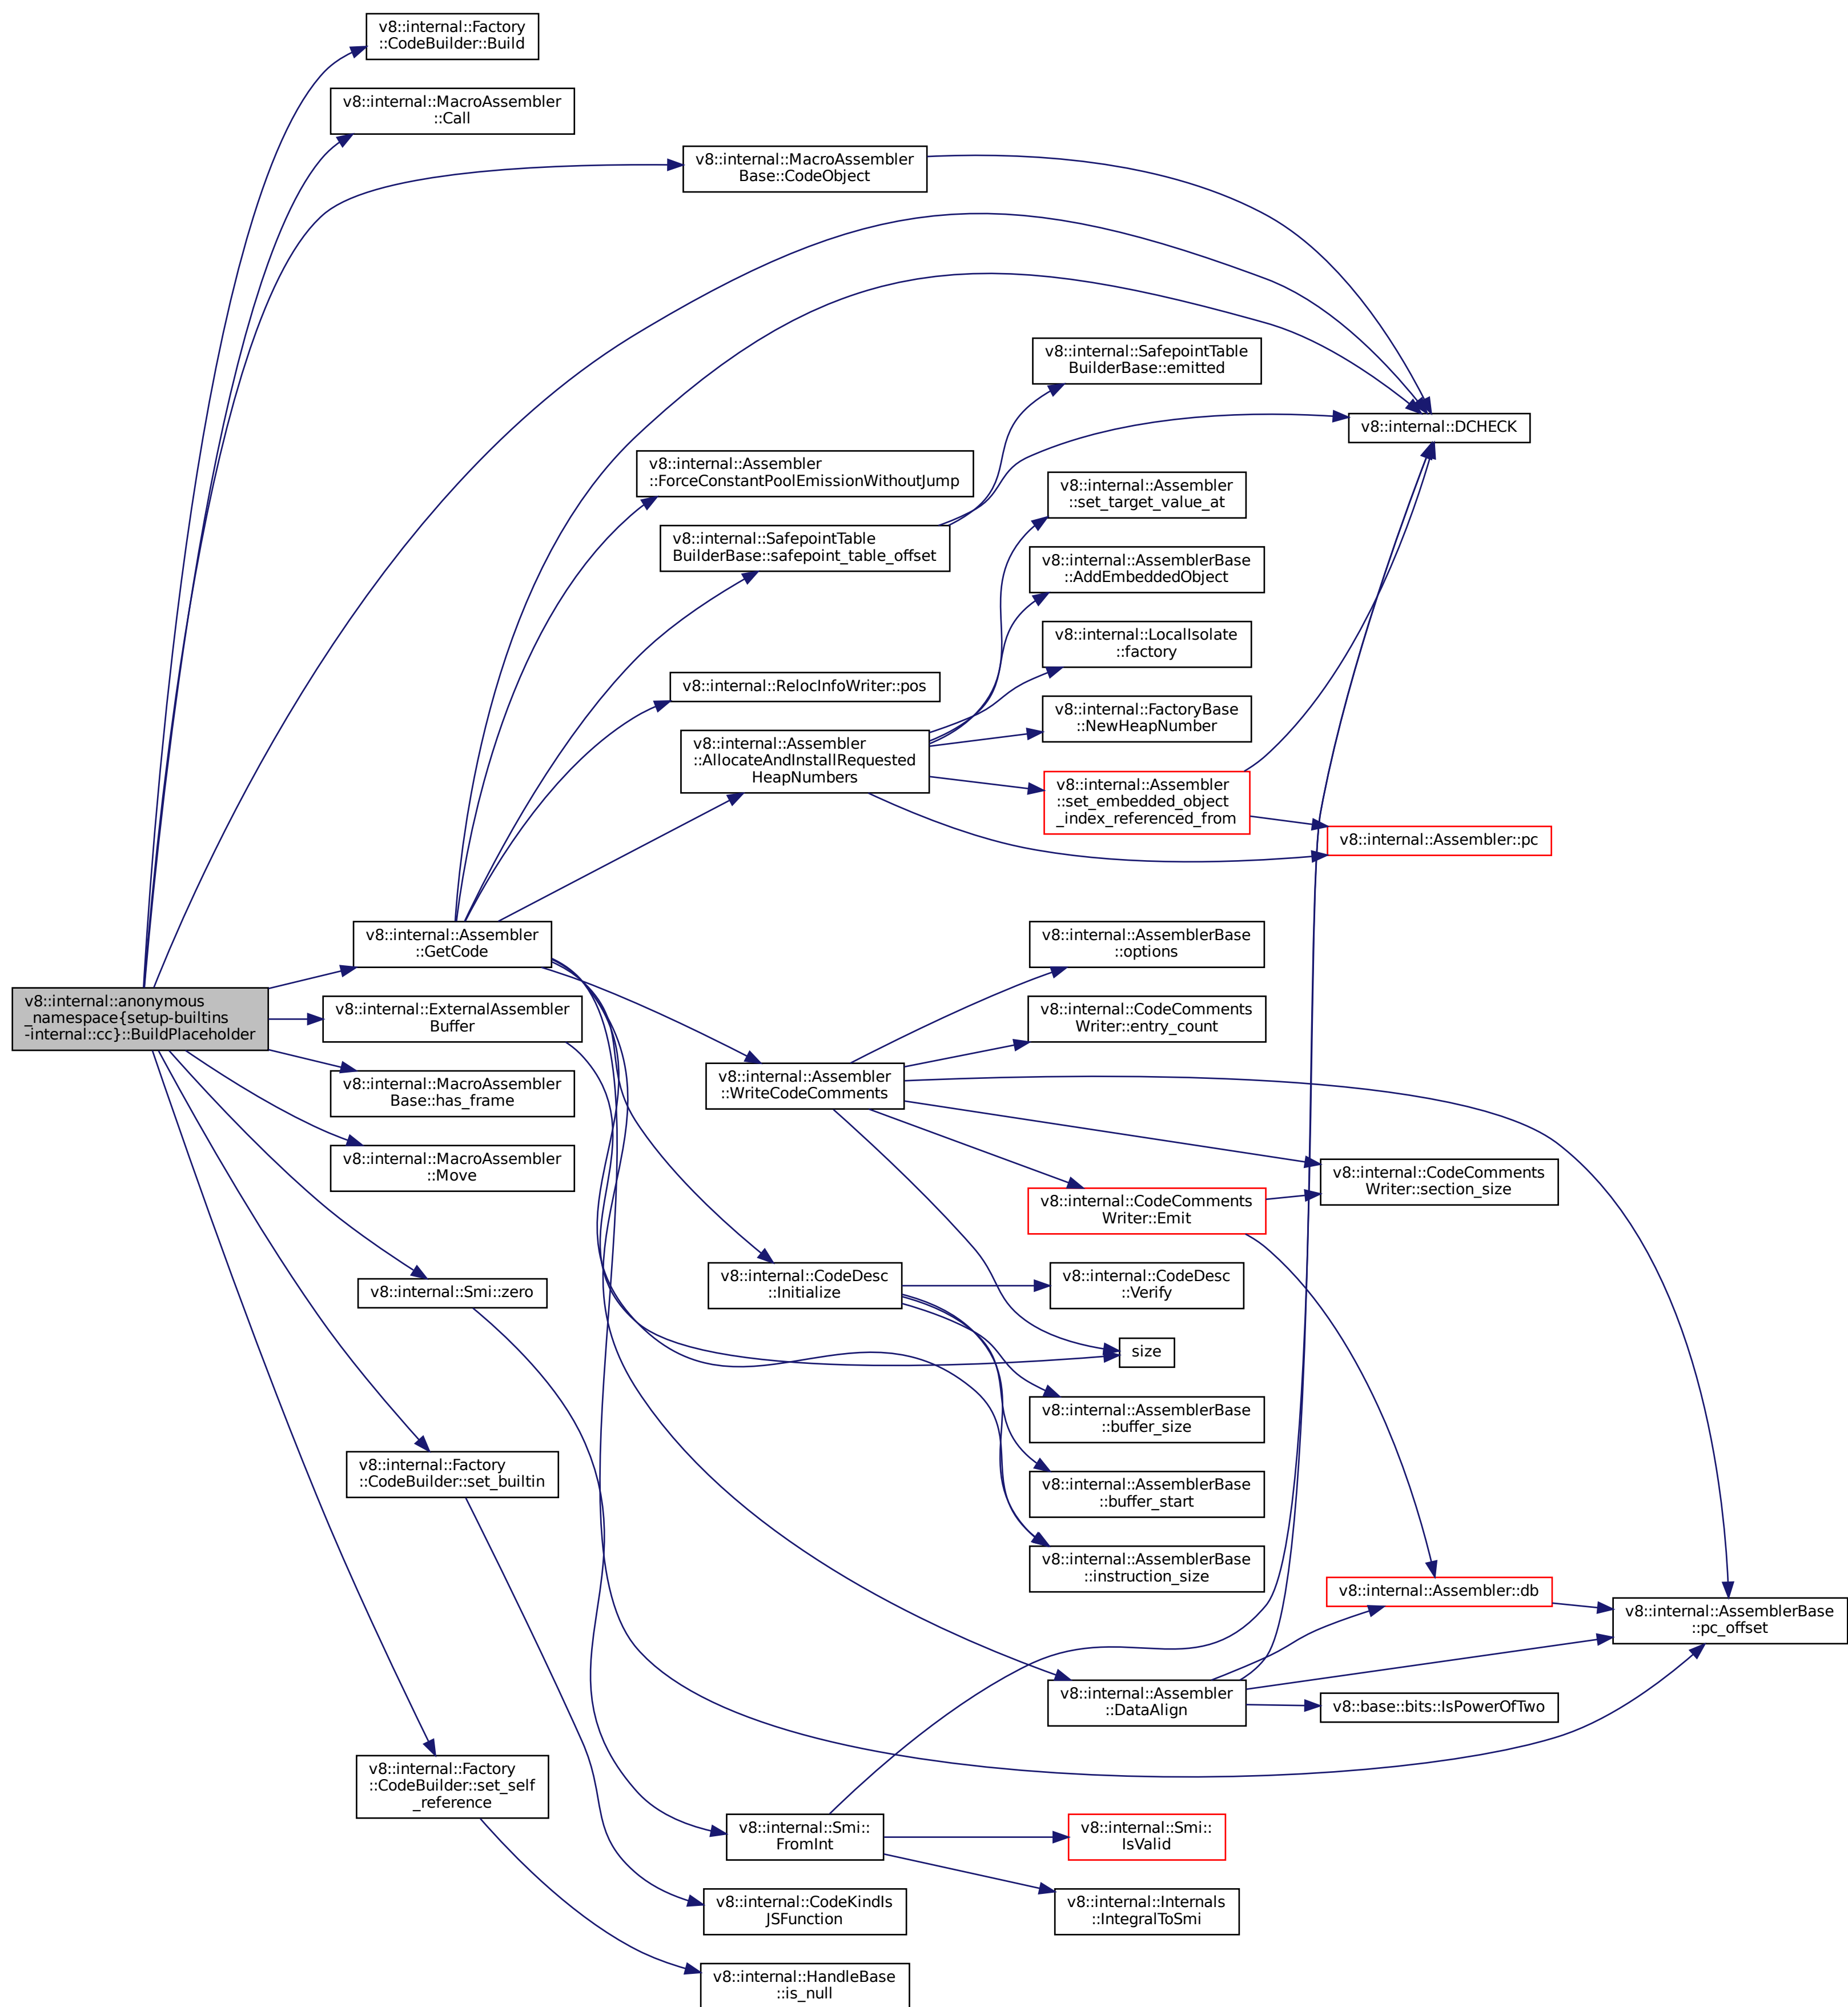 v8::internal::Factory
::CodeBuilder::Build
v8::internal::MacroAssembler
::Call
v8::internal::MacroAssembler
Base::CodeObject
v8::internal::SafepointTable
BuilderBase::emitted
v8::internal::DCHECK
v8::internal::Assembler
::ForceConstantPoolEmissionWithoutJump
v8::internal::Assembler
::set_target_value_at
v8::internal::SafepointTable
BuilderBase::safepoint_table_offset
v8::internal::AssemblerBase
::AddEmbeddedObject
v8::internal::LocalIsolate
::factory
v8::internal::RelocInfoWriter::pos
v8::internal::FactoryBase
::NewHeapNumber
v8::internal::Assembler
::AllocateAndInstallRequested
HeapNumbers
v8::internal::Assembler
::set_embedded_object
_index_referenced_from
v8::internal::Assembler::pc
v8::internal::Assembler
::GetCode
v8::internal::AssemblerBase
::options
v8::internal::anonymous
_namespace{setup-builtins
-internal::cc}::BuildPlaceholder
v8::internal::ExternalAssembler
Buffer
v8::internal::CodeComments
Writer::entry_count
v8::internal::MacroAssembler
Base::has_frame
v8::internal::Assembler
::WriteCodeComments
v8::internal::MacroAssembler
::Move
v8::internal::CodeComments
Writer::section_size
v8::internal::CodeComments
Writer::Emit
v8::internal::Smi::zero
v8::internal::CodeDesc
::Initialize
v8::internal::CodeDesc
::Verify
size
v8::internal::AssemblerBase
::buffer_size
v8::internal::Factory
::CodeBuilder::set_builtin
v8::internal::AssemblerBase
::buffer_start
v8::internal::AssemblerBase
::instruction_size
v8::internal::Assembler::db
v8::internal::AssemblerBase
::pc_offset
v8::internal::Assembler
::DataAlign
v8::base::bits::IsPowerOfTwo
v8::internal::Factory
::CodeBuilder::set_self
_reference
v8::internal::Smi::
FromInt
v8::internal::Smi::
IsValid
v8::internal::CodeKindIs
JSFunction
v8::internal::Internals
::IntegralToSmi
v8::internal::HandleBase
::is_null